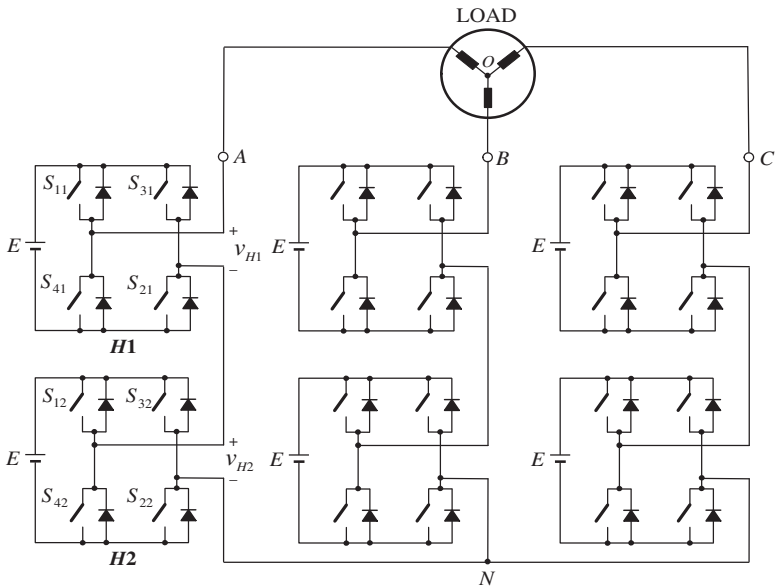 LOAD
O
A
B
C
S11
S31
+
E
vH1
E
E
−
S41
S21
H1
S12
S32
+
E
vH2
E
E
−
S42
S22
H2
N